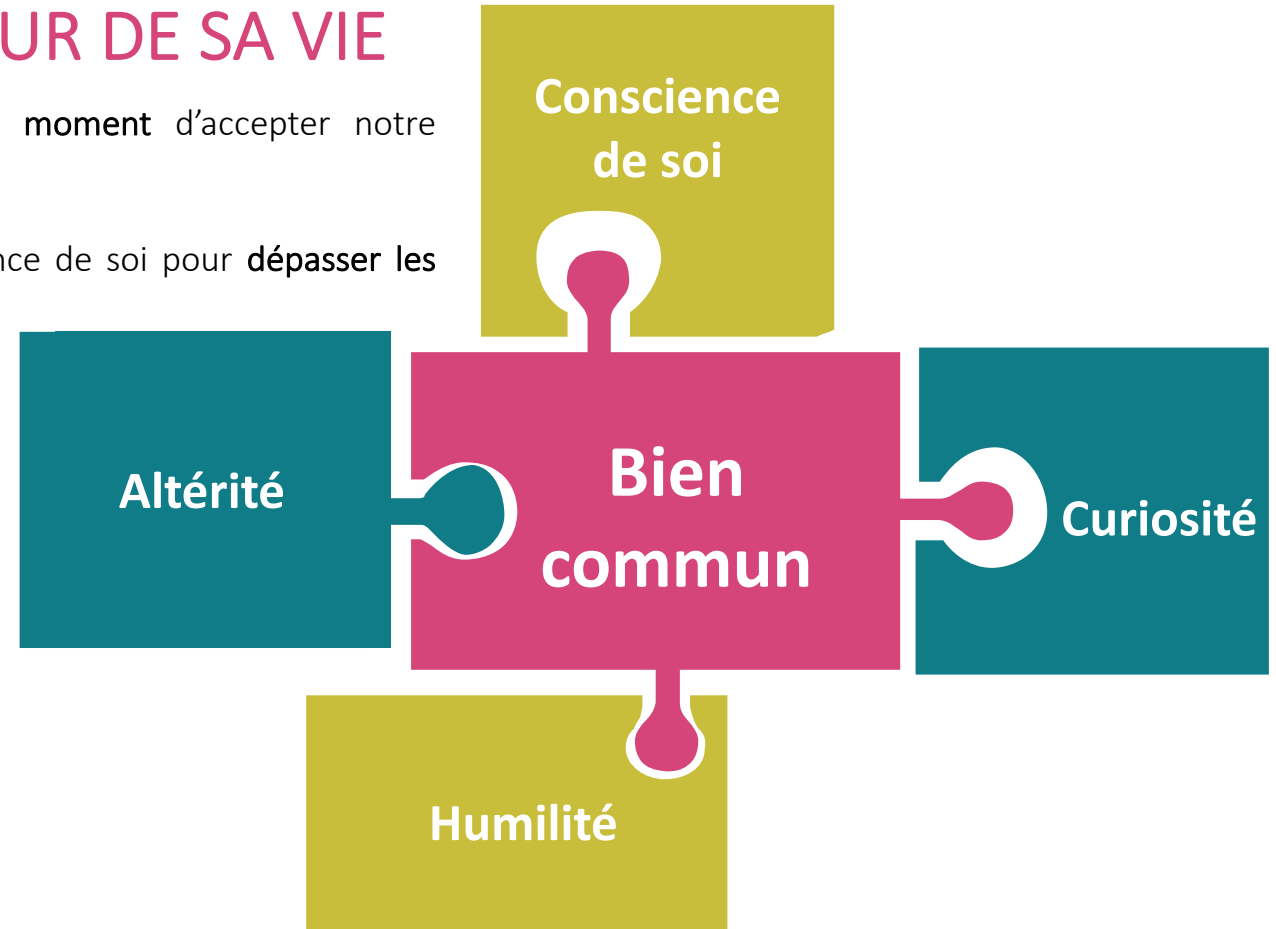 UR DE SA VIE
moment d’accepter notre
nce de soi pour dépasser les
Conscience
de soi
Altérité
Bien
commun
Curiosité
Humilité